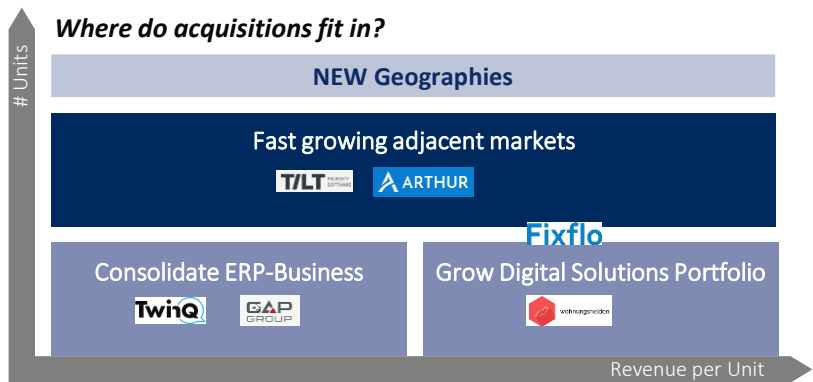 Where do acquisitions fit in?
# Units
NEW Geographies
Fast growing adjacent markets
T/LT PROPERTY SOFTWARE
ARTHUR
Fixflo
Consolidate ERP-Business
Grow Digital Solutions Portfolio
TwinQ
GAP GROUP
wohnungshelden
Revenue per Unit